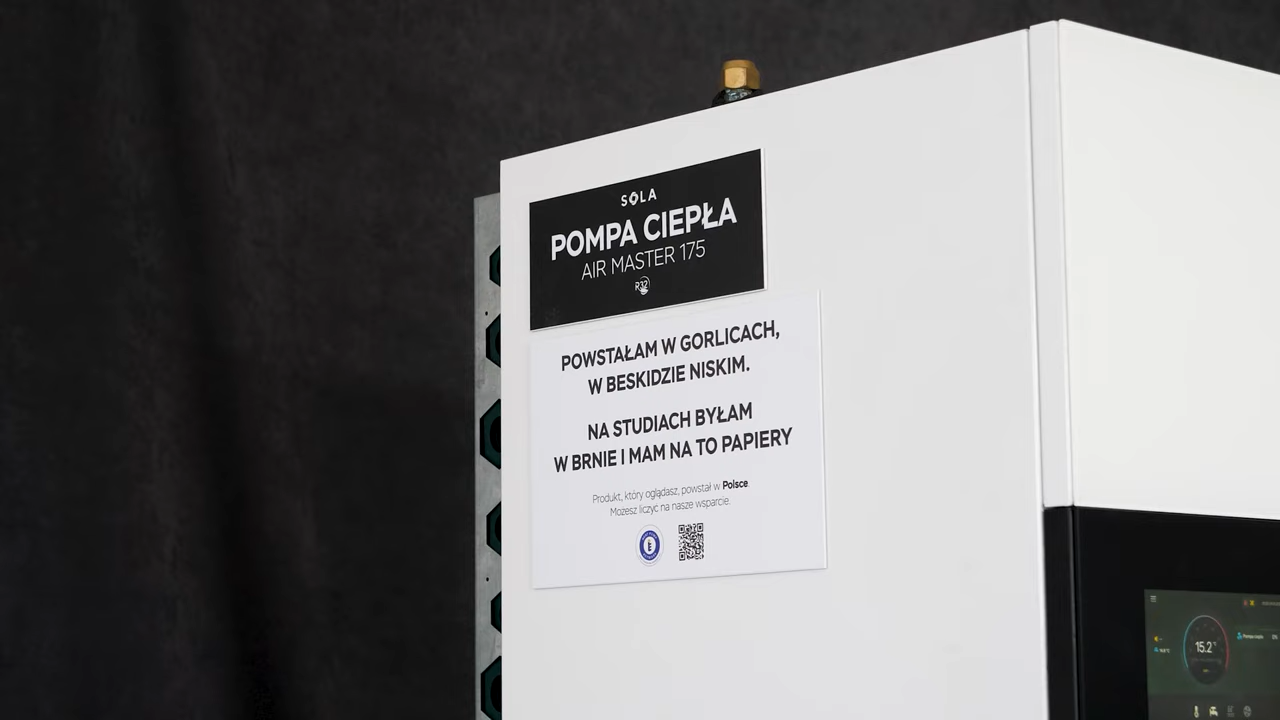 SOLA
POMPA CIEPŁA
AIR MASTER 175
R32
POWSTAŁAM W GORLICACH,
W BESKIDZIE NISKIM.
NA STUDIACH BYŁAM
W BRNIE I MAM NA TO PAPIERY
Produkt, który oglądasz, powstał w Polsce
Możesz liczyć na nasze wsparcie.
15.2°